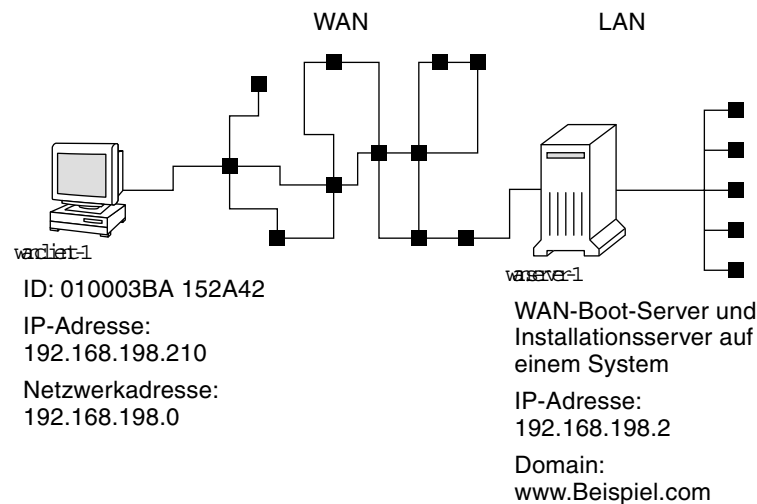 WAN
LAN
wanclient-1
ID: 010003BA 152A42
IP-Adresse:
192.168.198.210
Netzwerkadresse:
192.168.198.0
wanserver-1
WAN-Boot-Server und
Installationsserver auf
einem System
IP-Adresse:
192.168.198.2
Domain:
www.Beispiel.com